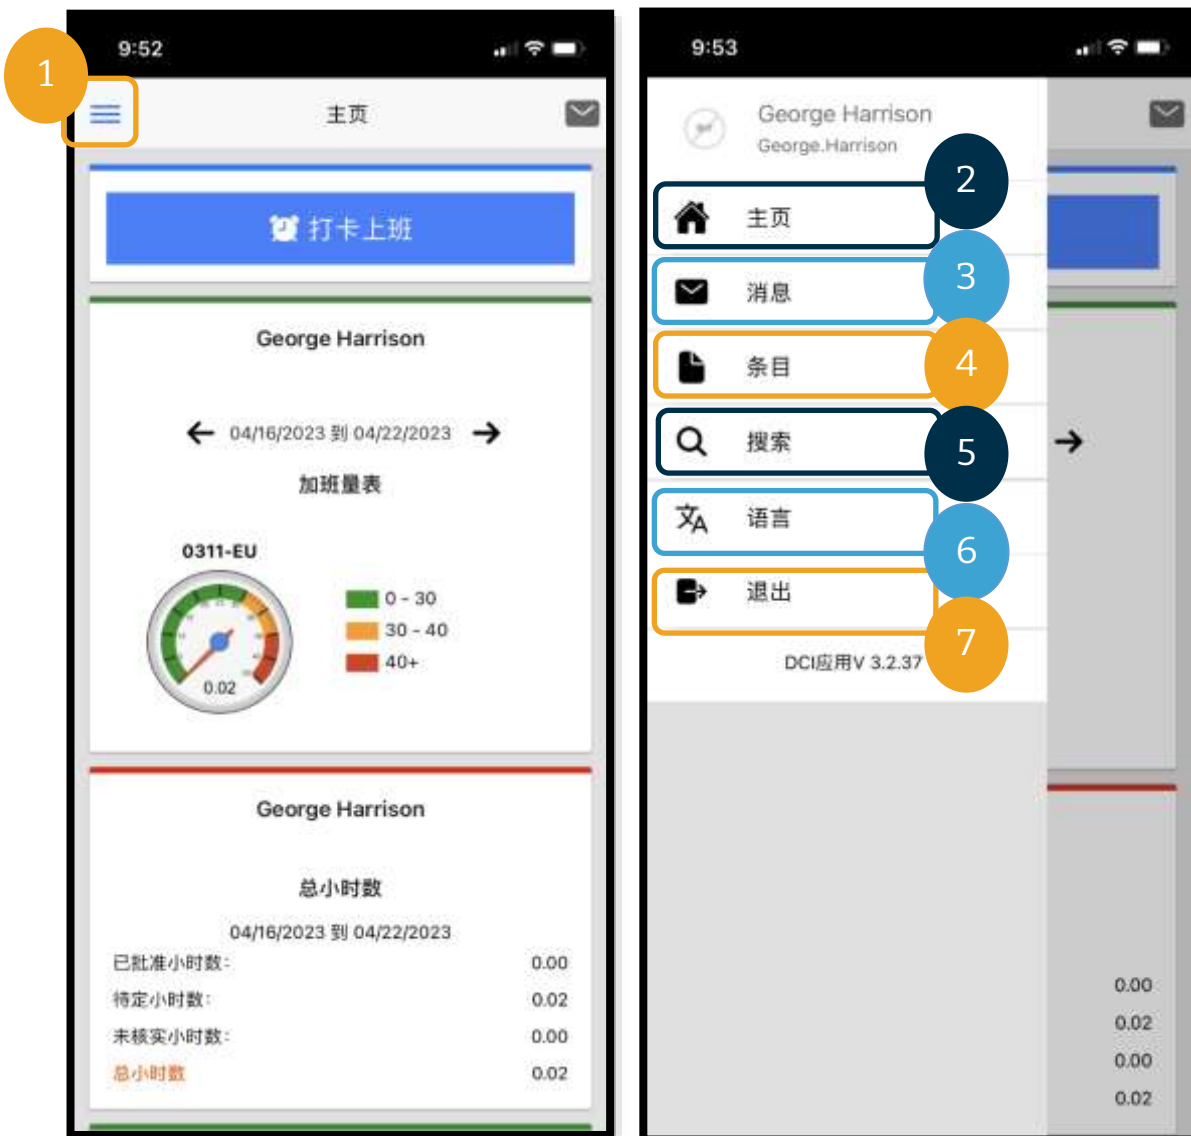 1
9:52
主页
打卡上班
George Harrison
04/16/2023 到 04/22/2023
加班量表
0311-EU
0 - 30
30 - 40
40+
0.02
George Harrison
总小时数
04/16/2023 到 04/22/2023
已批准小时数: 0.00
待定小时数: 0.02
未核实小时数: 0.00
总小时数 0.02
9:53
George Harrison
George.Harrison
2
主页
3
消息
4
条目
5
搜索
6
语言
7
退出
DCI应用V 3.2.37
0.00
0.02
0.00
0.02